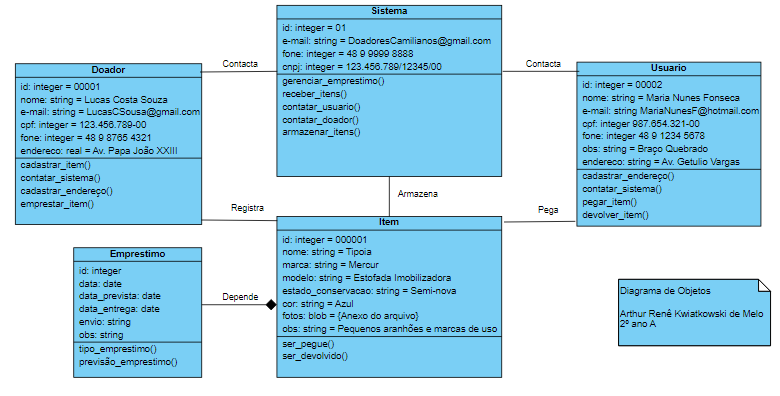 Sistema
id: integer = 01
e-mail: string = DoadoresCamilianos@gmail.com
fone: integer = 48 9 9999 8888
cnpj: integer = 123.456.789/12345/00
gerenciar_emprestimo()
receber_itens()
contatar_usuario()
contatar_doador()
armazenar_itens()
Contacta
Contacta
Doador
id: integer = 00001
nome: string = Lucas Costa Souza
e-mail: string = LucasCSousa@gmail.com
cpf: integer = 123.456.789-00
fone: integer = 48 9 8765 4321
endereco: real = Av. Papa João XXIII
cadastrar_item()
contatar_sistema()
cadastrar_endereço()
emprestar_item()
Usuario
id: integer = 00002
nome: string = Maria Nunes Fonseca
e-mail: string MariaNunesF@hotmail.com
cpf: integer 987.654.321-00
fone: integer 48 9 1234 5678
obs: string = Braço Quebrado
endereco: string = Av. Getulio Vargas
cadastrar_endereço()
contatar_sistema()
pegar_item()
devolver_item()
Armazena
Registra
Pega
Item
id: integer = 000001
nome: string = Tipoia
marca: string = Mercur
modelo: string = Estofada Imobilizadora
estado_conservacao: string = Semi-nova
cor: string = Azul
fotos: blob = {Anexo do arquivo}
obs: string = Pequenos aranhões e marcas de uso
ser_pegue()
ser_devolvido()
Emprestimo
id: integer
data: date
data_prevista: date
data_entrega: date
envio: string
obs: string
tipo_emprestimo()
previsão_emprestimo()
Depende
Diagrama de Objetos
Arthur Renê Kwiatkowski de Melo
2º ano A